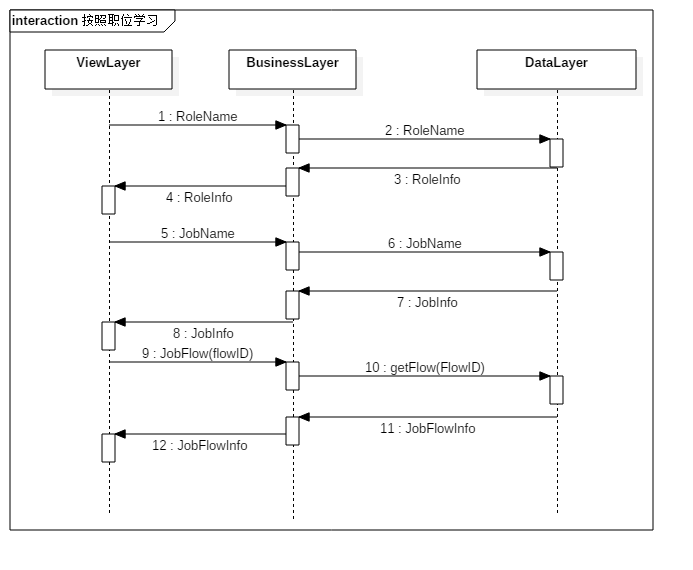 interaction 按照职位学习
ViewLayer
BusinessLayer
DataLayer
1 : RoleName
2 : RoleName
3 : RoleInfo
4 : RoleInfo
5 : JobName
6 : JobName
7 : JobInfo
8 : JobInfo
9 : JobFlow(flowID)
10 : getFlow(FlowID)
11 : JobFlowInfo
12 : JobFlowInfo